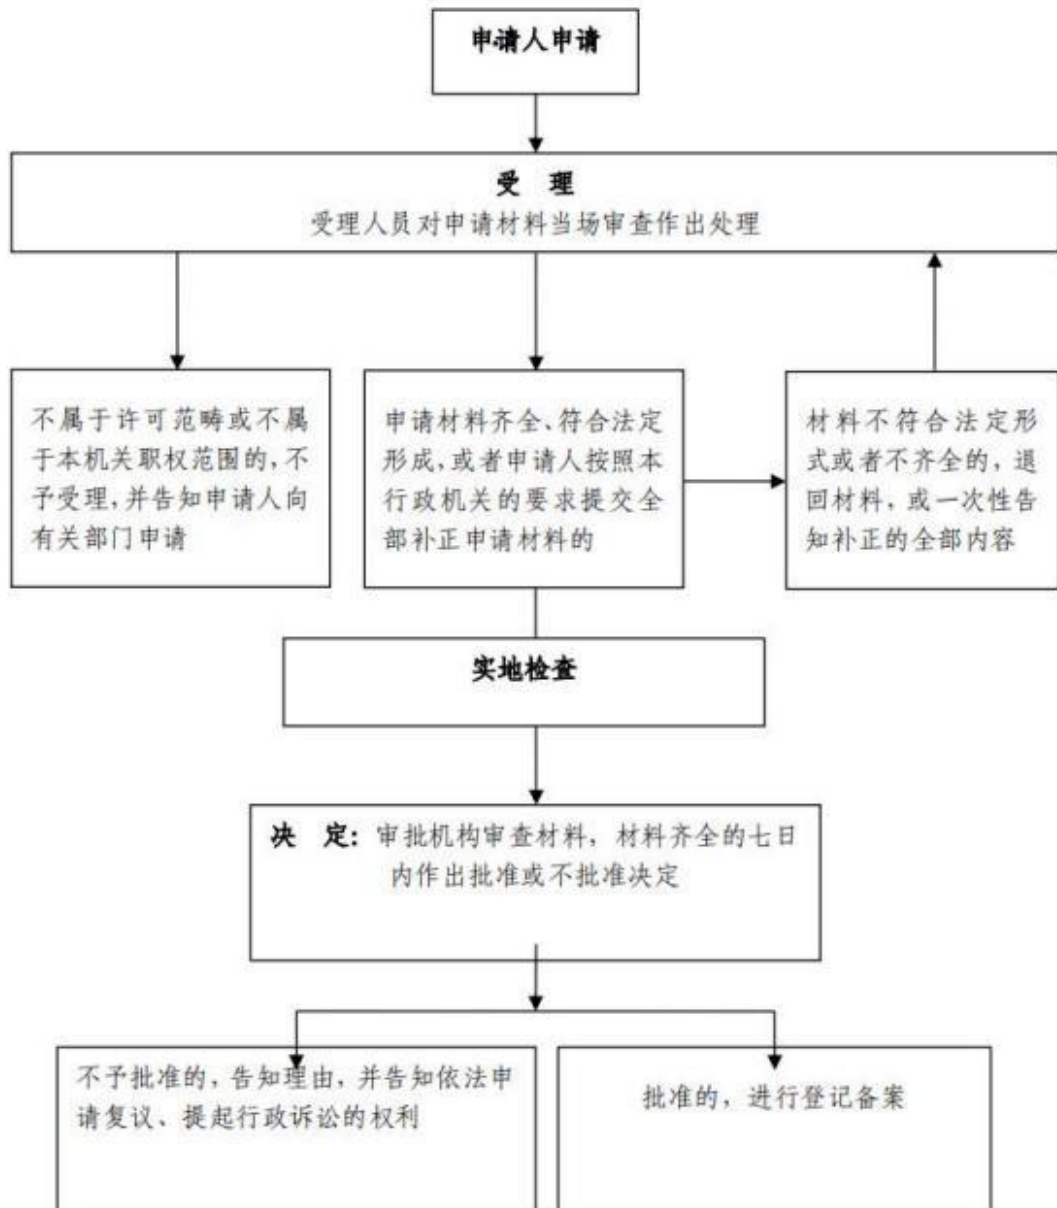 申请人申请
受 理
受理人员对申请材料当场审查作出处理
不属于许可范畴或不属
于本机关职权范围的，不
予受理，并告知申请人向
有关部门申请
申请材料齐全、符合法定
形成，或者申请人按照本
行政机关的要求提交全
部补正申请材料的
材料不符合法定形
式或者不齐全的，退
回材料，或一次性告
知补正的全部内容
实地检查
决 定：审批机构审查材料，材料齐全的七日
内作出批准或不批准决定
不予批准的，告知理由，并告知依法申
请复议、提起行政诉讼的权利
批准的，进行登记备案